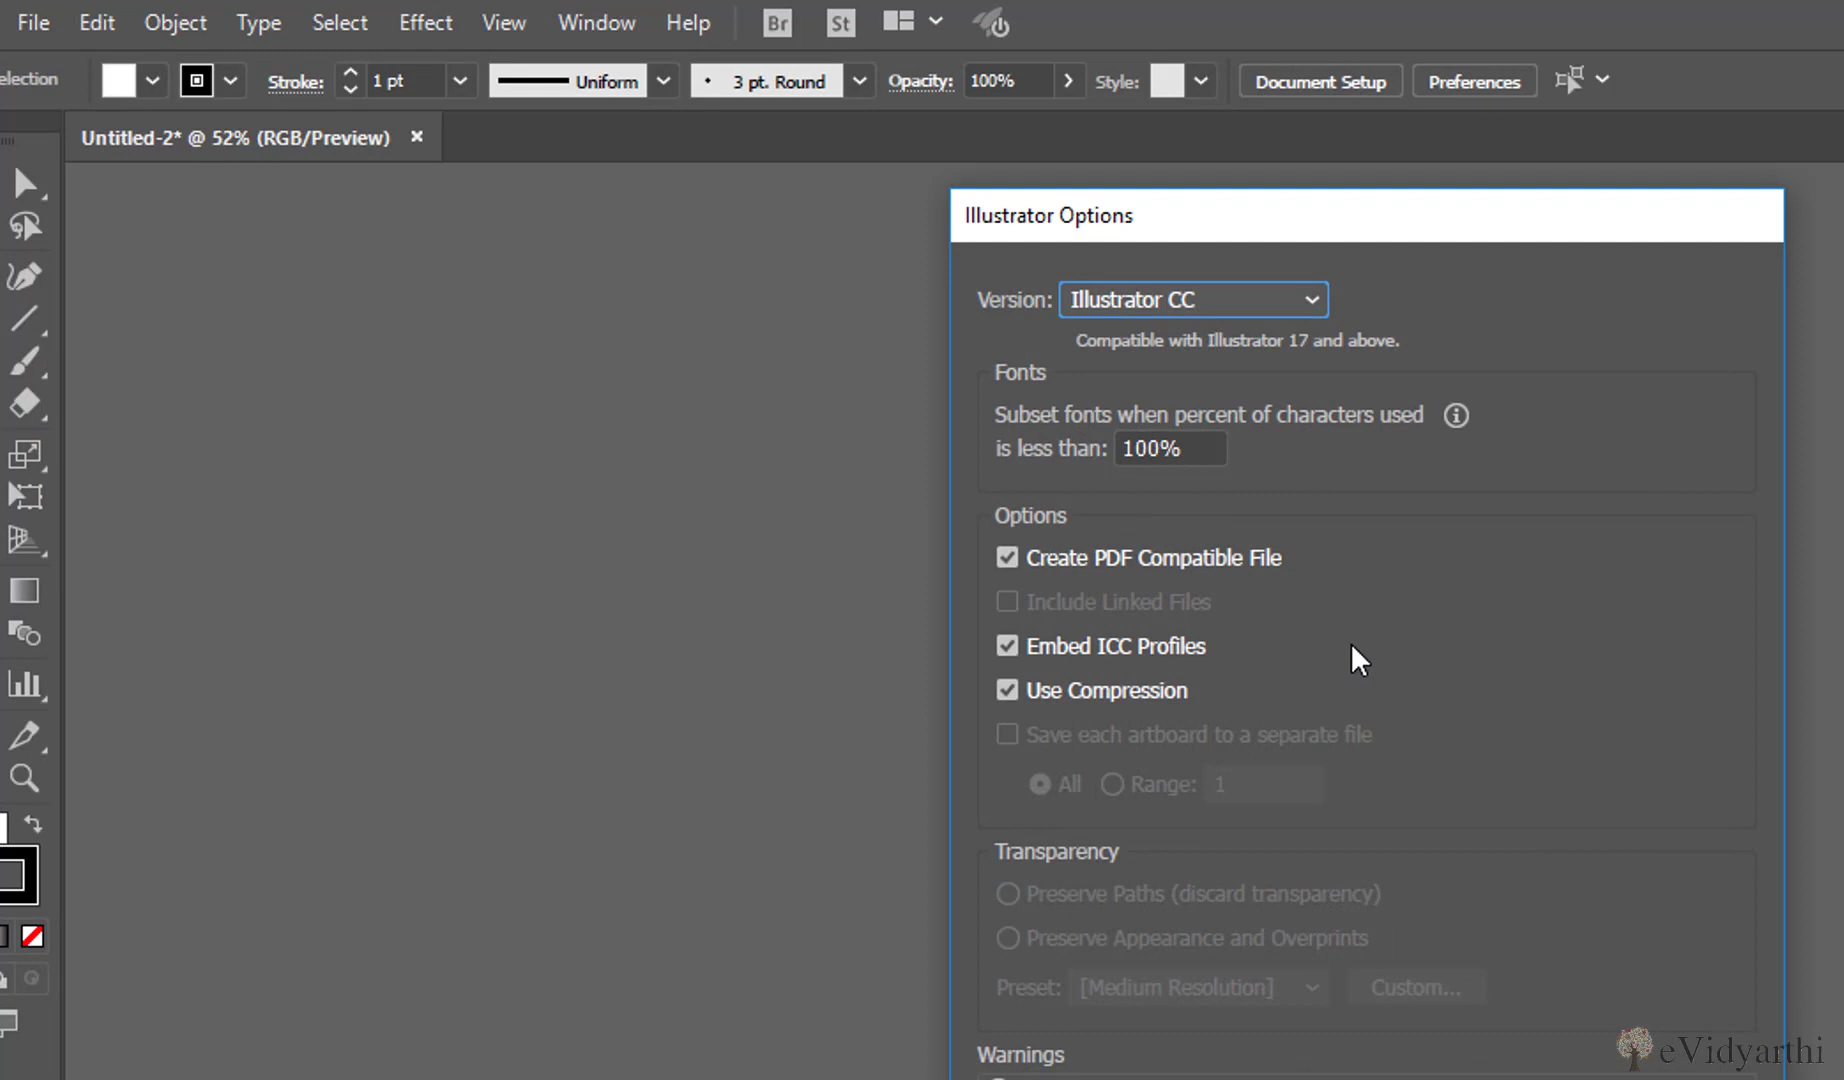 File Edit Object Type Select Effect View Window Help Br St
election Stroke: 1 pt Uniform 3 pt. Round Opacity: 100% Style: Document Setup Preferences
Untitled-2* @ 52% (RGB/Preview) ×
Illustrator Options
Version: Illustrator CC
Compatible with Illustrator 17 and above.
Fonts
Subset fonts when percent of characters used
is less than: 100%
Options
Create PDF Compatible File
Include Linked Files
Embed ICC Profiles
Use Compression
Save each artboard to a separate file
All Range: 1
Transparency
Preserve Paths (discard transparency)
Preserve Appearance and Overprints
Preset: [Medium Resolution] Custom...
Warnings
eVidyarthi